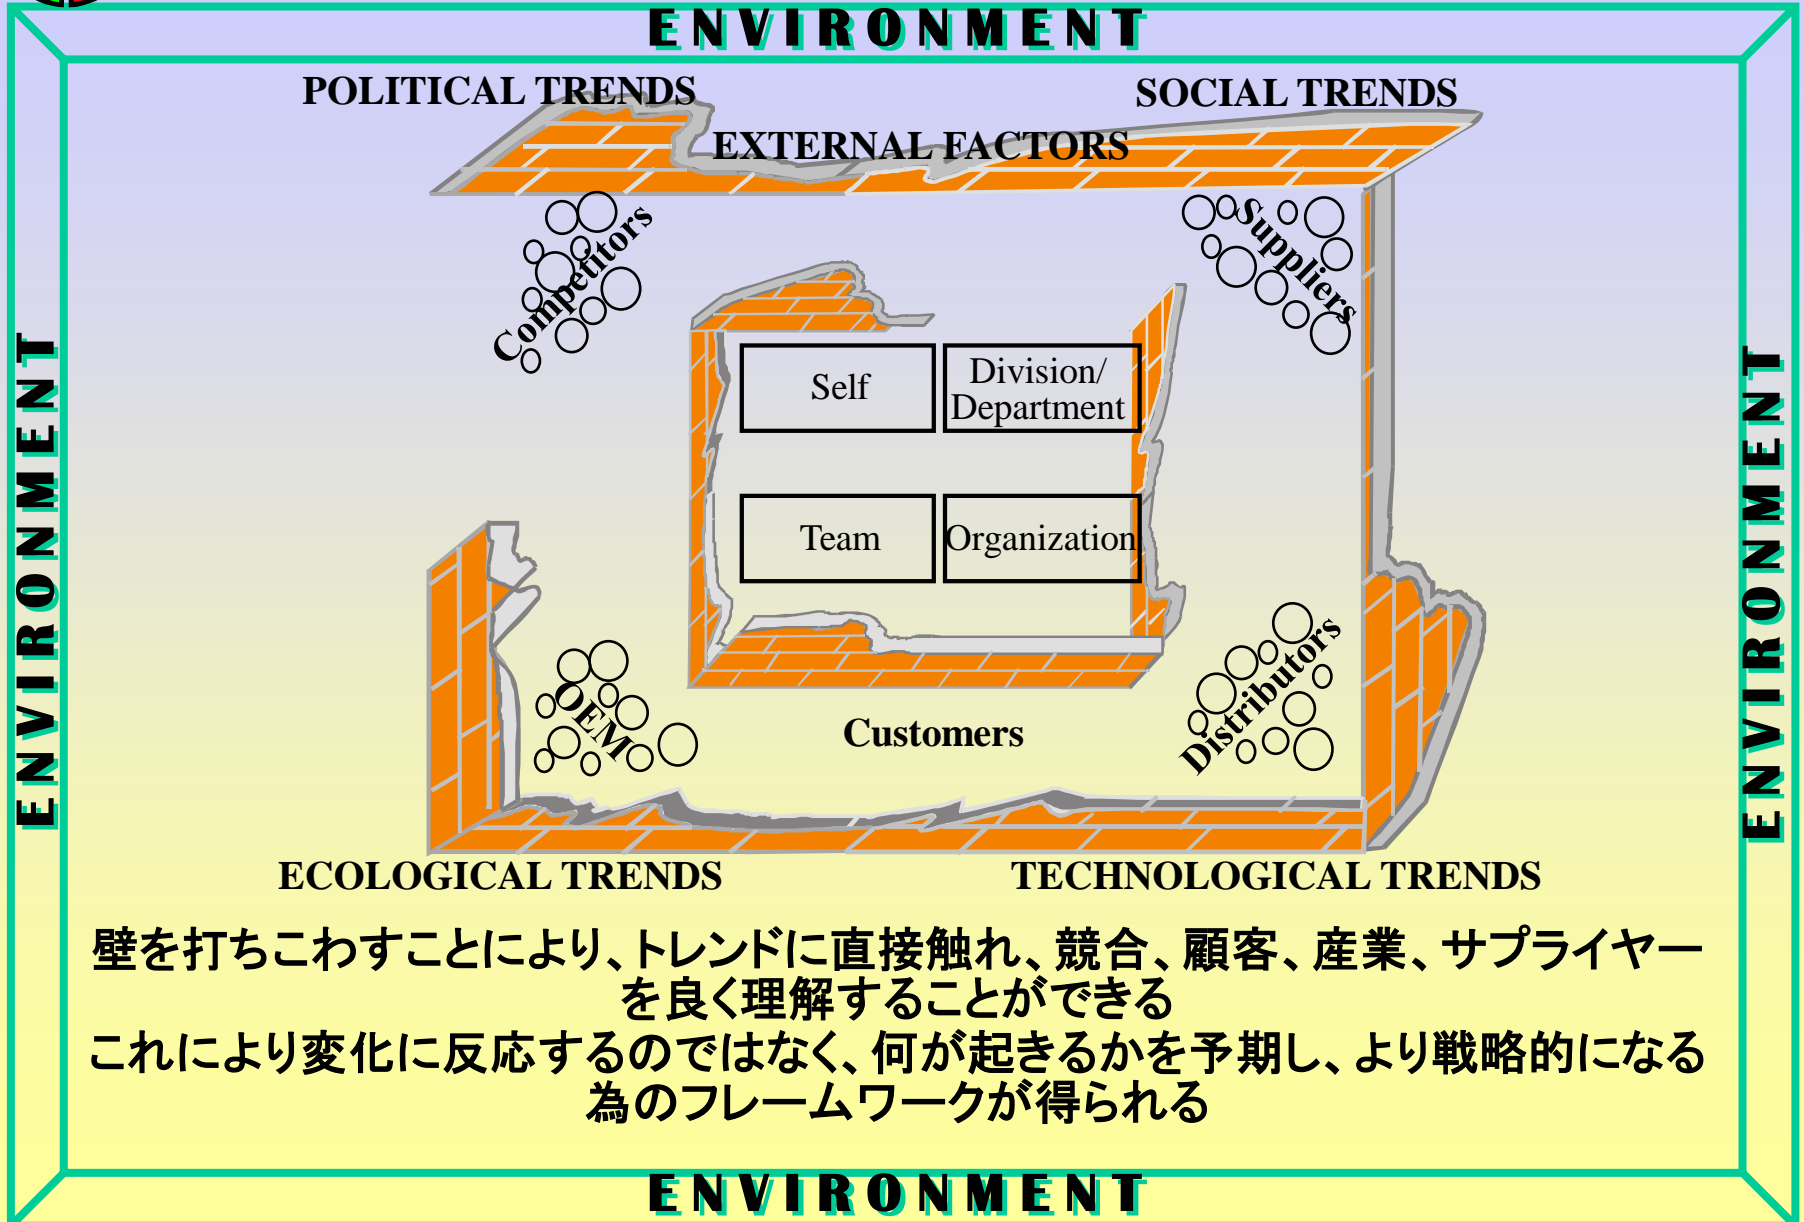 ENVIRONMENT
POLITICAL TRENDS
SOCIAL TRENDS
EXTERNAL FACTORS
Competitors
Suppliers
Self
Division/
Department
ENVIRONMENT
ENVIRONMENT
Team
Organization
OEM
Customers
Distributors
ECOLOGICAL TRENDS
TECHNOLOGICAL TRENDS
壁を打ちこわすことにより、トレンドに直接触れ、競合、顧客、産業、サプライヤー
を良く理解することができる
これにより変化に反応するのではなく、何が起きるかを予期し、より戦略的になる
為のフレームワークが得られる
ENVIRONMENT